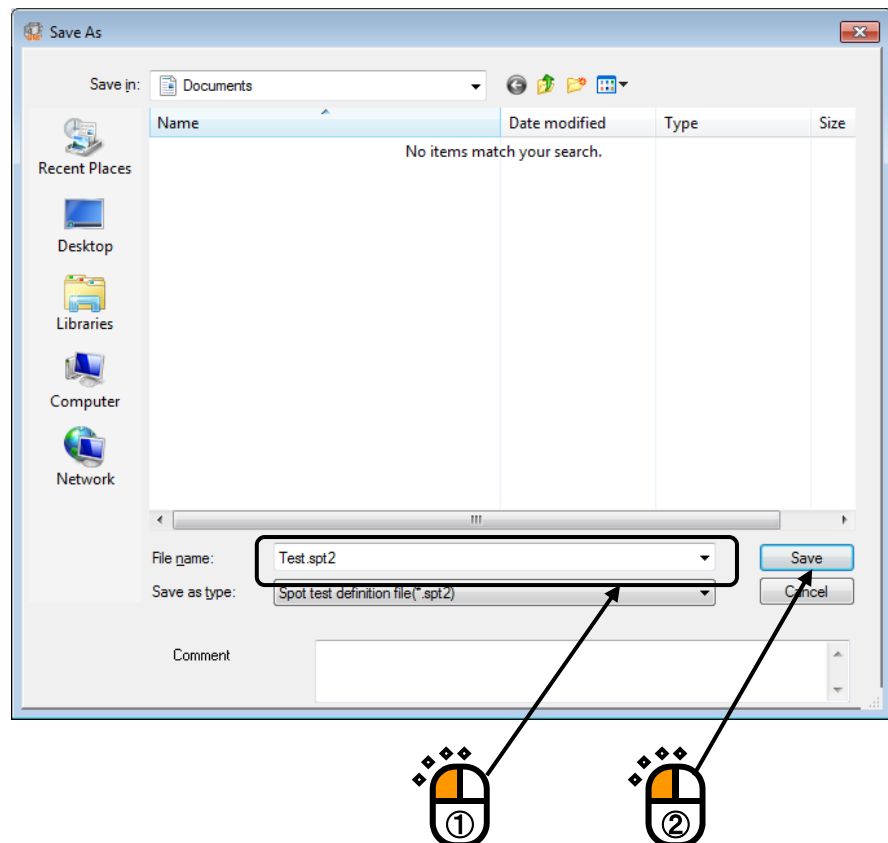 Save As
Save in: Documents
Name Date modified Type Size
No items match your search.
Recent Places
Desktop
Libraries
Computer
Network
File name: Test.spt2 Save
Save as type: Spot test definition file(*.spt2) Cancel
Comment
① ②